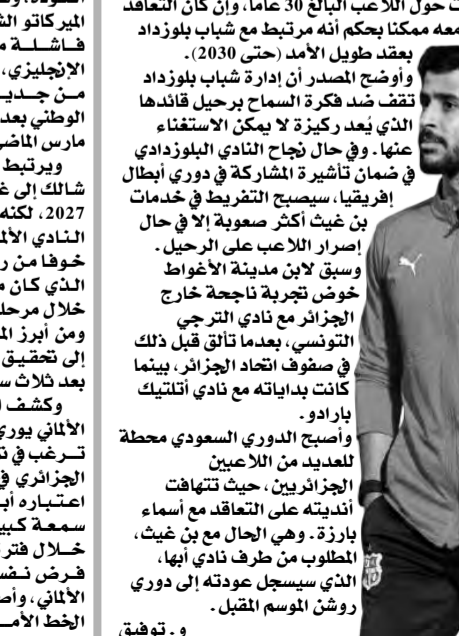 حول اللاعب البالغ 30 عاما، وإن كان التعاقد
معه ممكنا بحكم أنه مرتبط مع شباب بلوزداد
بعقد طويل الأمد (حتى 2030).
وأوضح المصدر أن إدارة شباب بلوزداد
تقف ضد فكرة السماح برحيل قائدها
الذي يُعد ركيزة لا يمكن الاستغناء
عنها. وفي حال نجاح النادي البلوزدادي
في ضمان تأشيرة المشاركة في دوري أبطال
إفريقيا، سيصبح التفريط في خدمات
بن غيث أكثر صعوبة إلا في حال
إصرار اللاعب على الرحيل.
وسبق لابن مدينة الأغواط
خوض تجربة ناجحة خارج
الجزائر مع نادي الترجي
التونسي، بعدما تألق قبل ذلك
في صفوف اتحاد الجزائر، بينما
كانت بداياته مع نادي أتلتيك
بارادو.
وأصبح الدوري السعودي محطة
للعديد من اللاعبين
الجزائريين، حيث تتهافت
أنديته على التعاقد مع أسماء
بارزة. وهي الحال مع بن غيث،
المطلوب من طرف نادي أبها،
الذي سيسجل عودته إلى دوري
روشن الموسم المقبل.
و. توفيق
الميركاتو الش
فاشلة م
الإنجليزي،
من جديد
الوطني بعد
مارس الماضي
ويرتبط
شالك إلى غ
2027، لكنه
النادي الألم
خوفا من ر
الذي كان م
خلال مرحل
ومن أبرز الم
إلى تحقيق
بعد ثلاث س
وكشف ا
الألماني يوري
ترغب في ن
الجزائري في
اعتباره أب
سمعة كبي
خلال فتر
فرض نفس
الألماني، وأص
الخط الأمـ